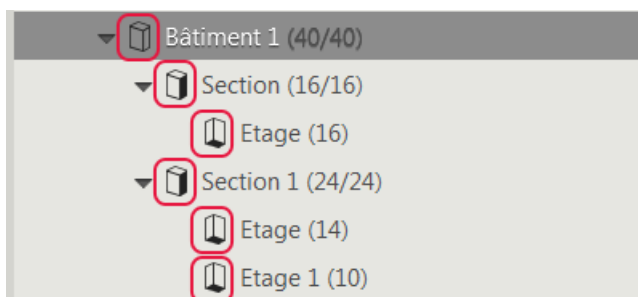 Bâtiment 1 (40/40)
Section (16/16)
Etage (16)
Section 1 (24/24)
Etage (14)
Etage 1 (10)